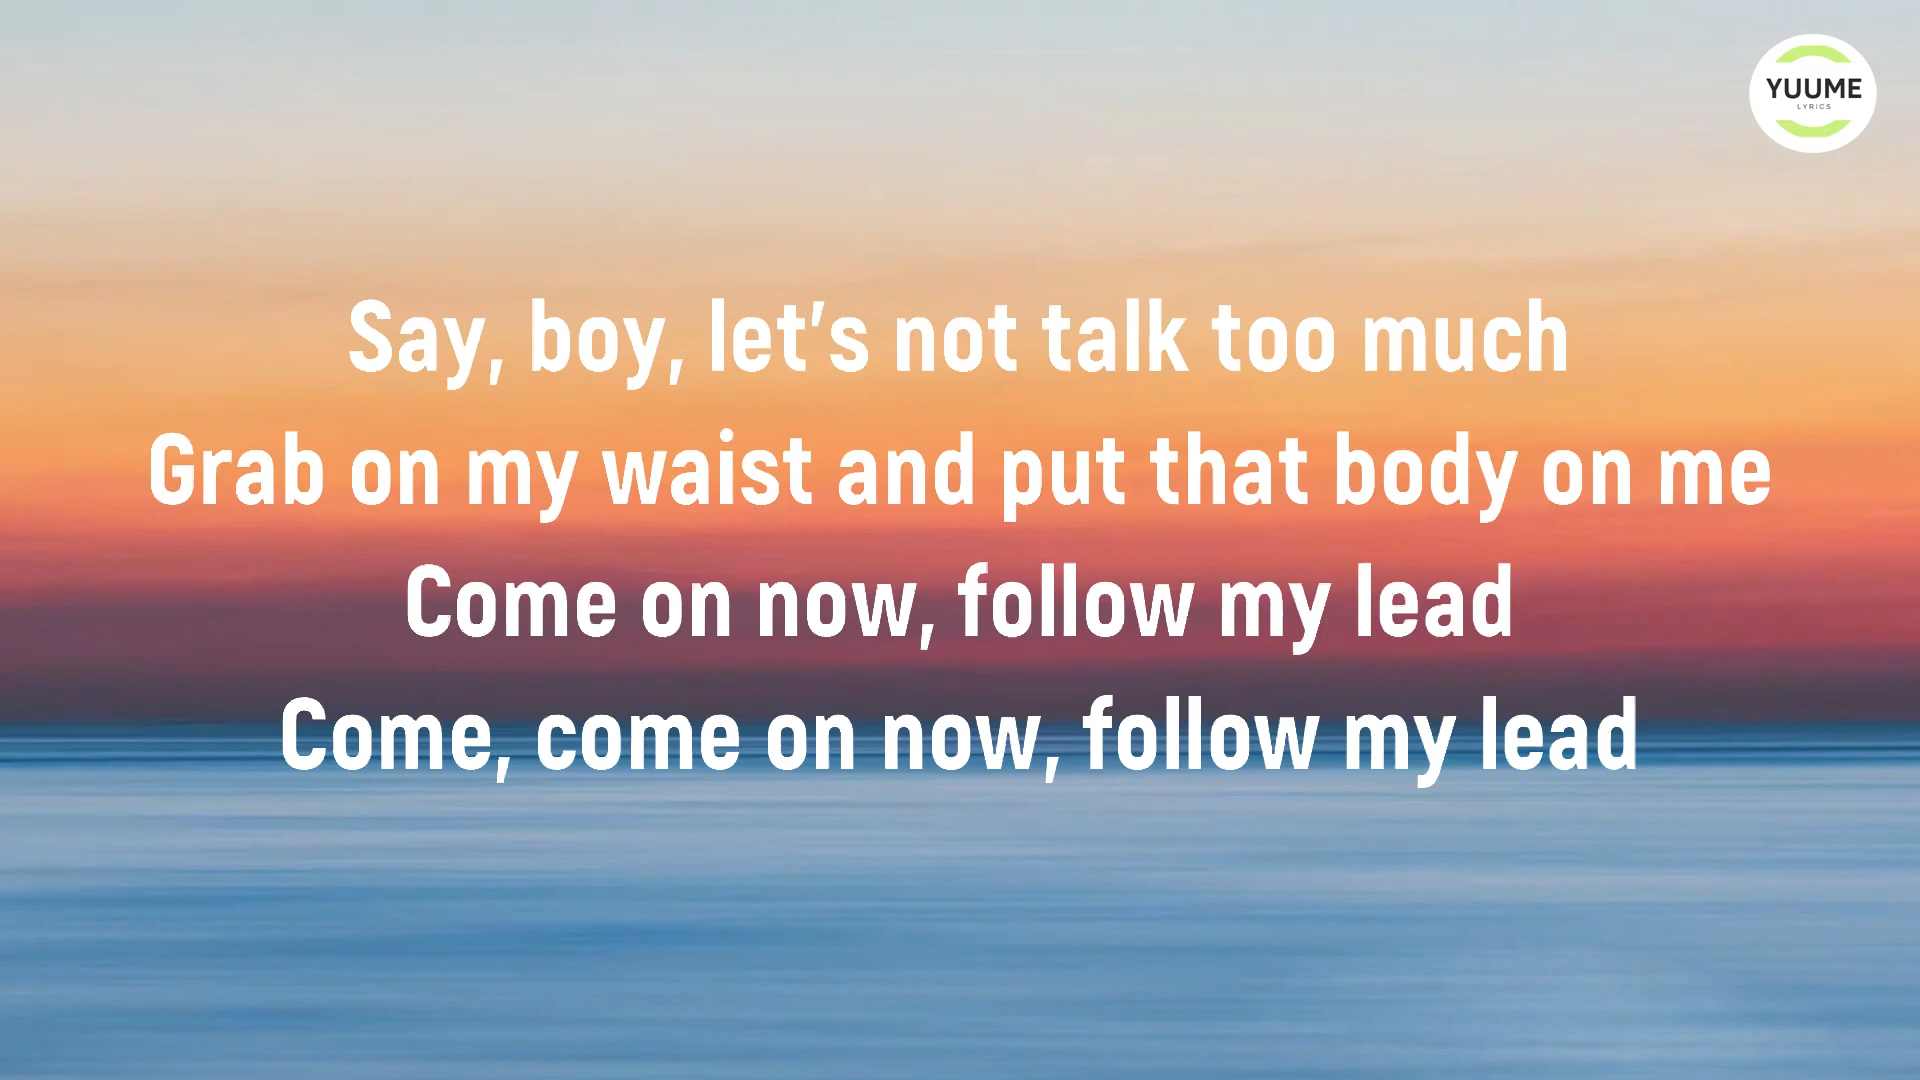 YUUME
LYRICS
Say, boy, let's not talk too much
Grab on my waist and put that body on me
Come on now, follow my lead
Come, come on now, follow my lead